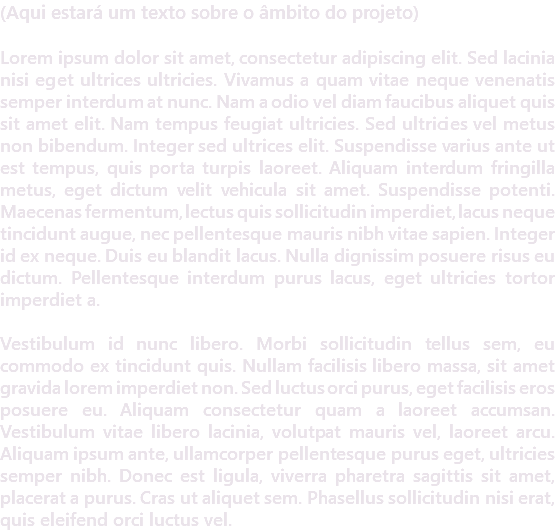 (Aqui estará um texto sobre o âmbito do projeto)
Lorem ipsum dolor sit amet, consectetur adipiscing elit. Sed lacinia
nisi eget ultrices ultricies. Vivamus a quam vitae neque venenatis
semper interdum at nunc. Nam a odio vel diam faucibus aliquet quis
sit amet elit. Nam tempus feugiat ultricies. Sed ultricies vel metus
non bibendum. Integer sed ultrices elit. Suspendisse varius ante ut
est tempus, quis porta turpis laoreet. Aliquam interdum fringilla
metus, eget dictum velit vehicula sit amet. Suspendisse potenti.
Maecenas fermentum, lectus quis sollicitudin imperdiet, lacus neque
tincidunt augue, nec pellentesque mauris nibh vitae sapien. Integer
id ex neque. Duis eu blandit lacus. Nulla dignissim posuere risus eu
dictum. Pellentesque interdum purus lacus, eget ultricies tortor
imperdiet a.
Vestibulum id nunc libero. Morbi sollicitudin tellus sem, eu
commodo ex tincidunt quis. Nullam facilisis libero massa, sit amet
gravida lorem imperdiet non. Sed luctus orci purus, eget facilisis eros
posuere eu. Aliquam consectetur quam a laoreet accumsan.
Vestibulum vitae libero lacinia, volutpat mauris vel, laoreet arcu.
Aliquam ipsum ante, ullamcorper pellentesque purus eget, ultricies
semper nibh. Donec est ligula, viverra pharetra sagittis sit amet,
placerat a purus. Cras ut aliquet sem. Phasellus sollicitudin nisi erat,
quis eleifend orci luctus vel.